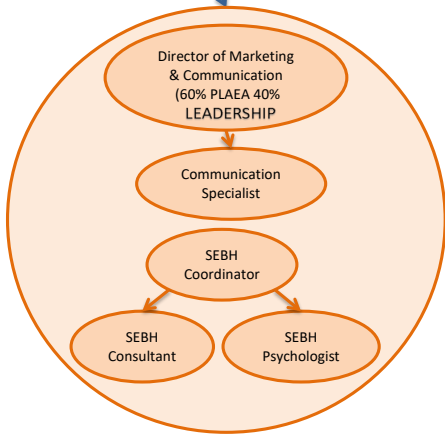 Director of Marketing
& Communication
(60% PLAEA 40%
LEADERSHIP
Communication
Specialist
SEBH
Coordinator
SEBH
Consultant
SEBH
Psychologist